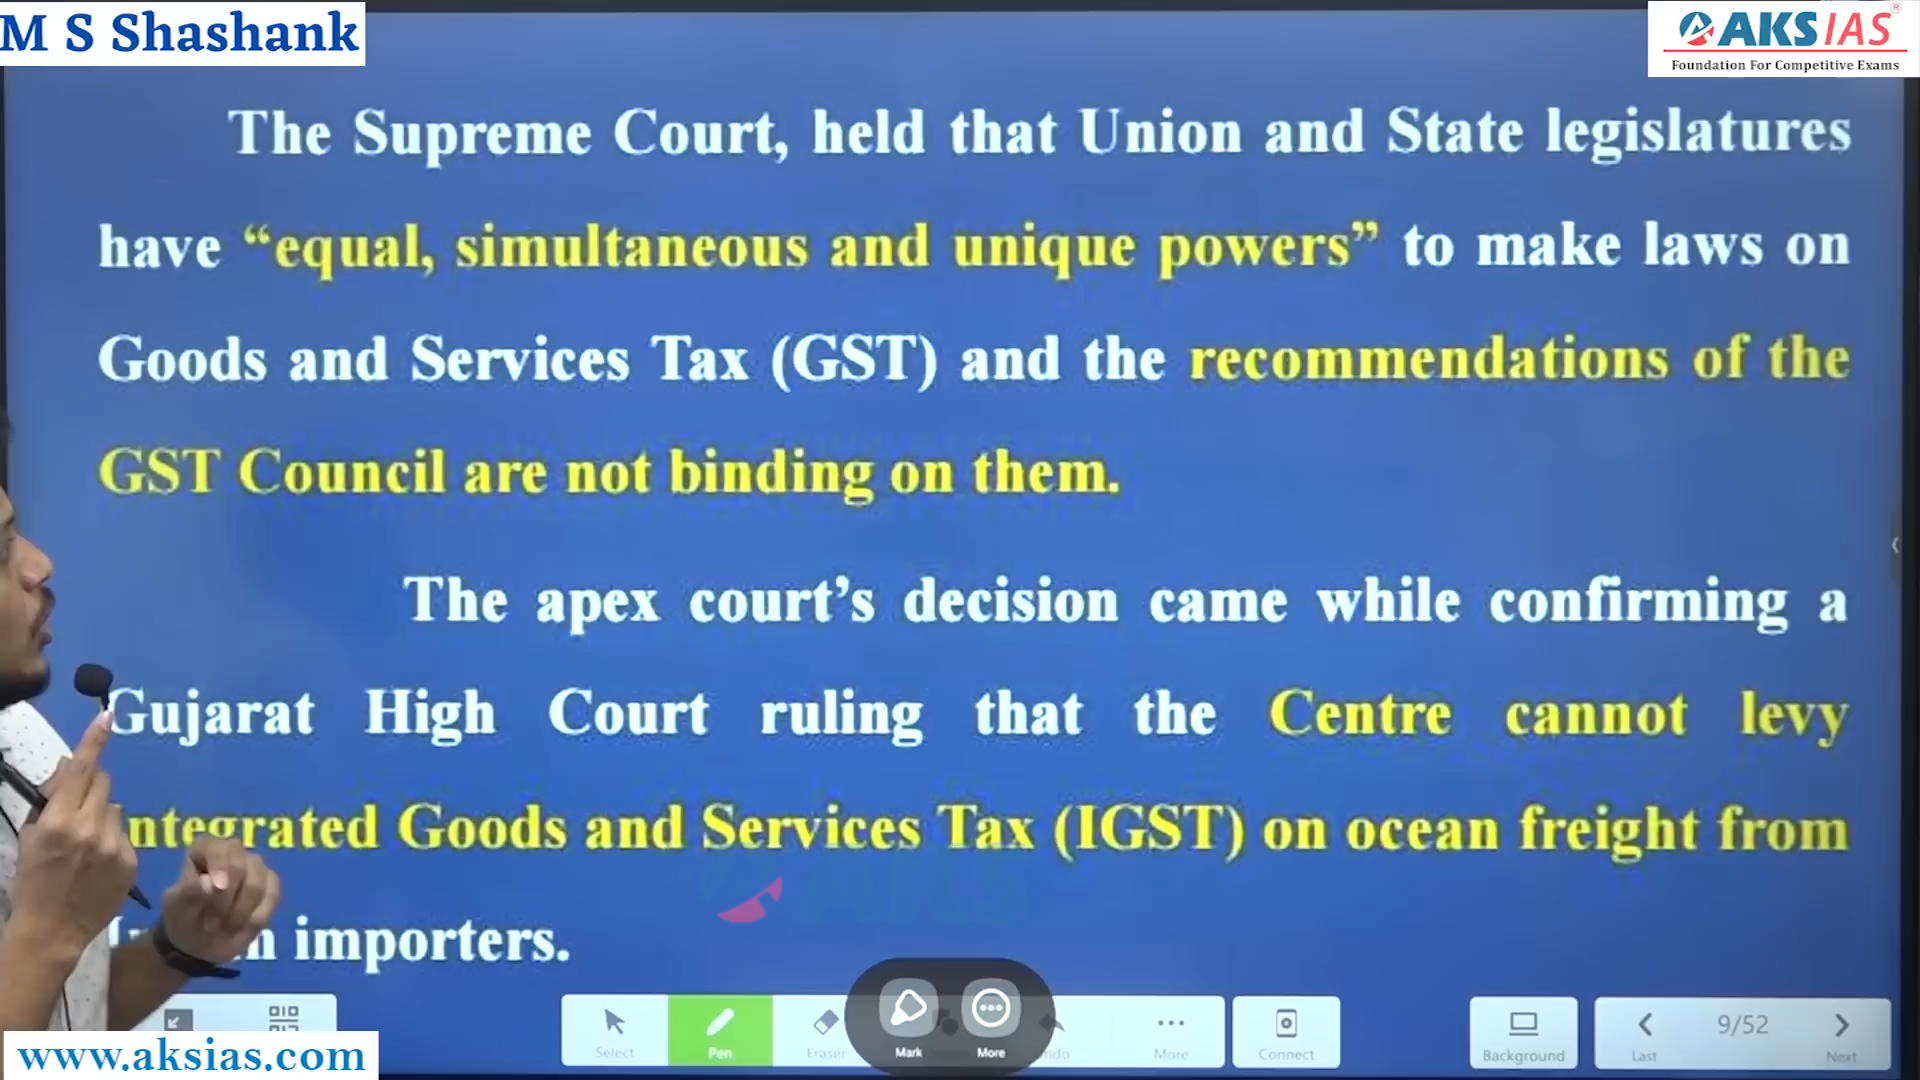 M S Shashank
AKS IAS®
Foundation For Competitive Exams
The Supreme Court, held that Union and State legislatures
have “equal, simultaneous and unique powers” to make laws on
Goods and Services Tax (GST) and the recommendations of the
GST Council are not binding on them.
The apex court’s decision came while confirming a
Gujarat High Court ruling that the Centre cannot levy
Integrated Goods and Services Tax (IGST) on ocean freight from
importers.
Select Pen Eraser Mark More More Connect Background Last 9/52 Next
www.aksias.com